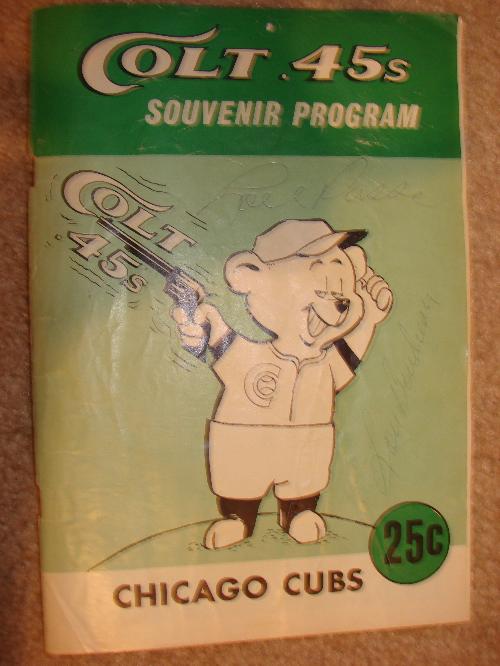 COLT .45s
SOUVENIR PROGRAM
COLT
45s
C
25¢
CHICAGO CUBS